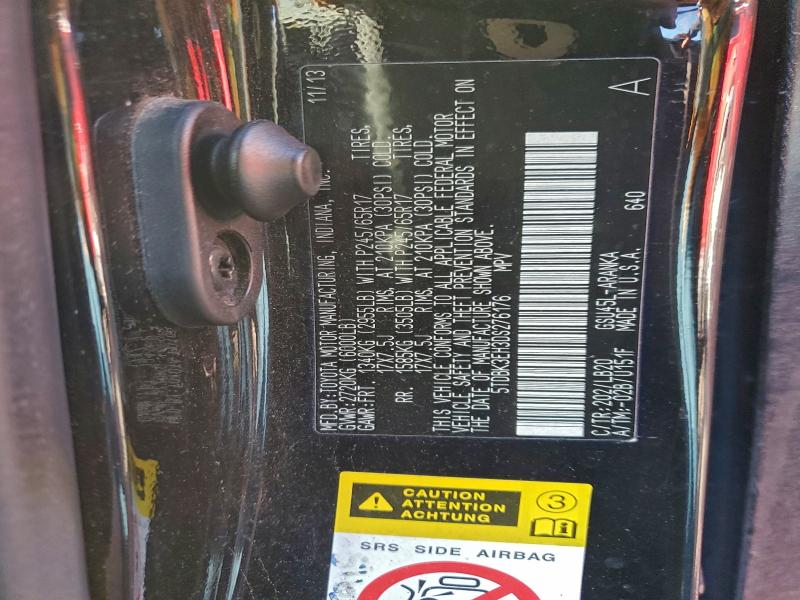 MFD.BY:TOYOTA MOTOR MANUFACTURING, INDIANA, INC. 11/13
GVWR:2720KG (6000LB)
GAWR:FRT. 1340KG (2955LB) WITH P245/65R17 TIRES,
17X7.5J RIMS, AT 210KPA (30PSI) COLD.
RR. 1585KG (3505LB) WITH P245/65R17 TIRES,
17X7.5J RIMS, AT 210KPA (30PSI) COLD.
THIS VEHICLE CONFORMS TO ALL APPLICABLE FEDERAL MOTOR
VEHICLE SAFETY AND THEFT PREVENTION STANDARDS IN EFFECT ON
THE DATE OF MANUFACTURE SHOWN ABOVE.
5TDBK3EH3DS276176 MPV
C/TR:202/LB20 GSU45L-ARANKA 640 A
A/TM:-02B/U151F MADE IN U.S.A.
CAUTION
ATTENTION
ACHTUNG
3
SRS SIDE AIRBAG